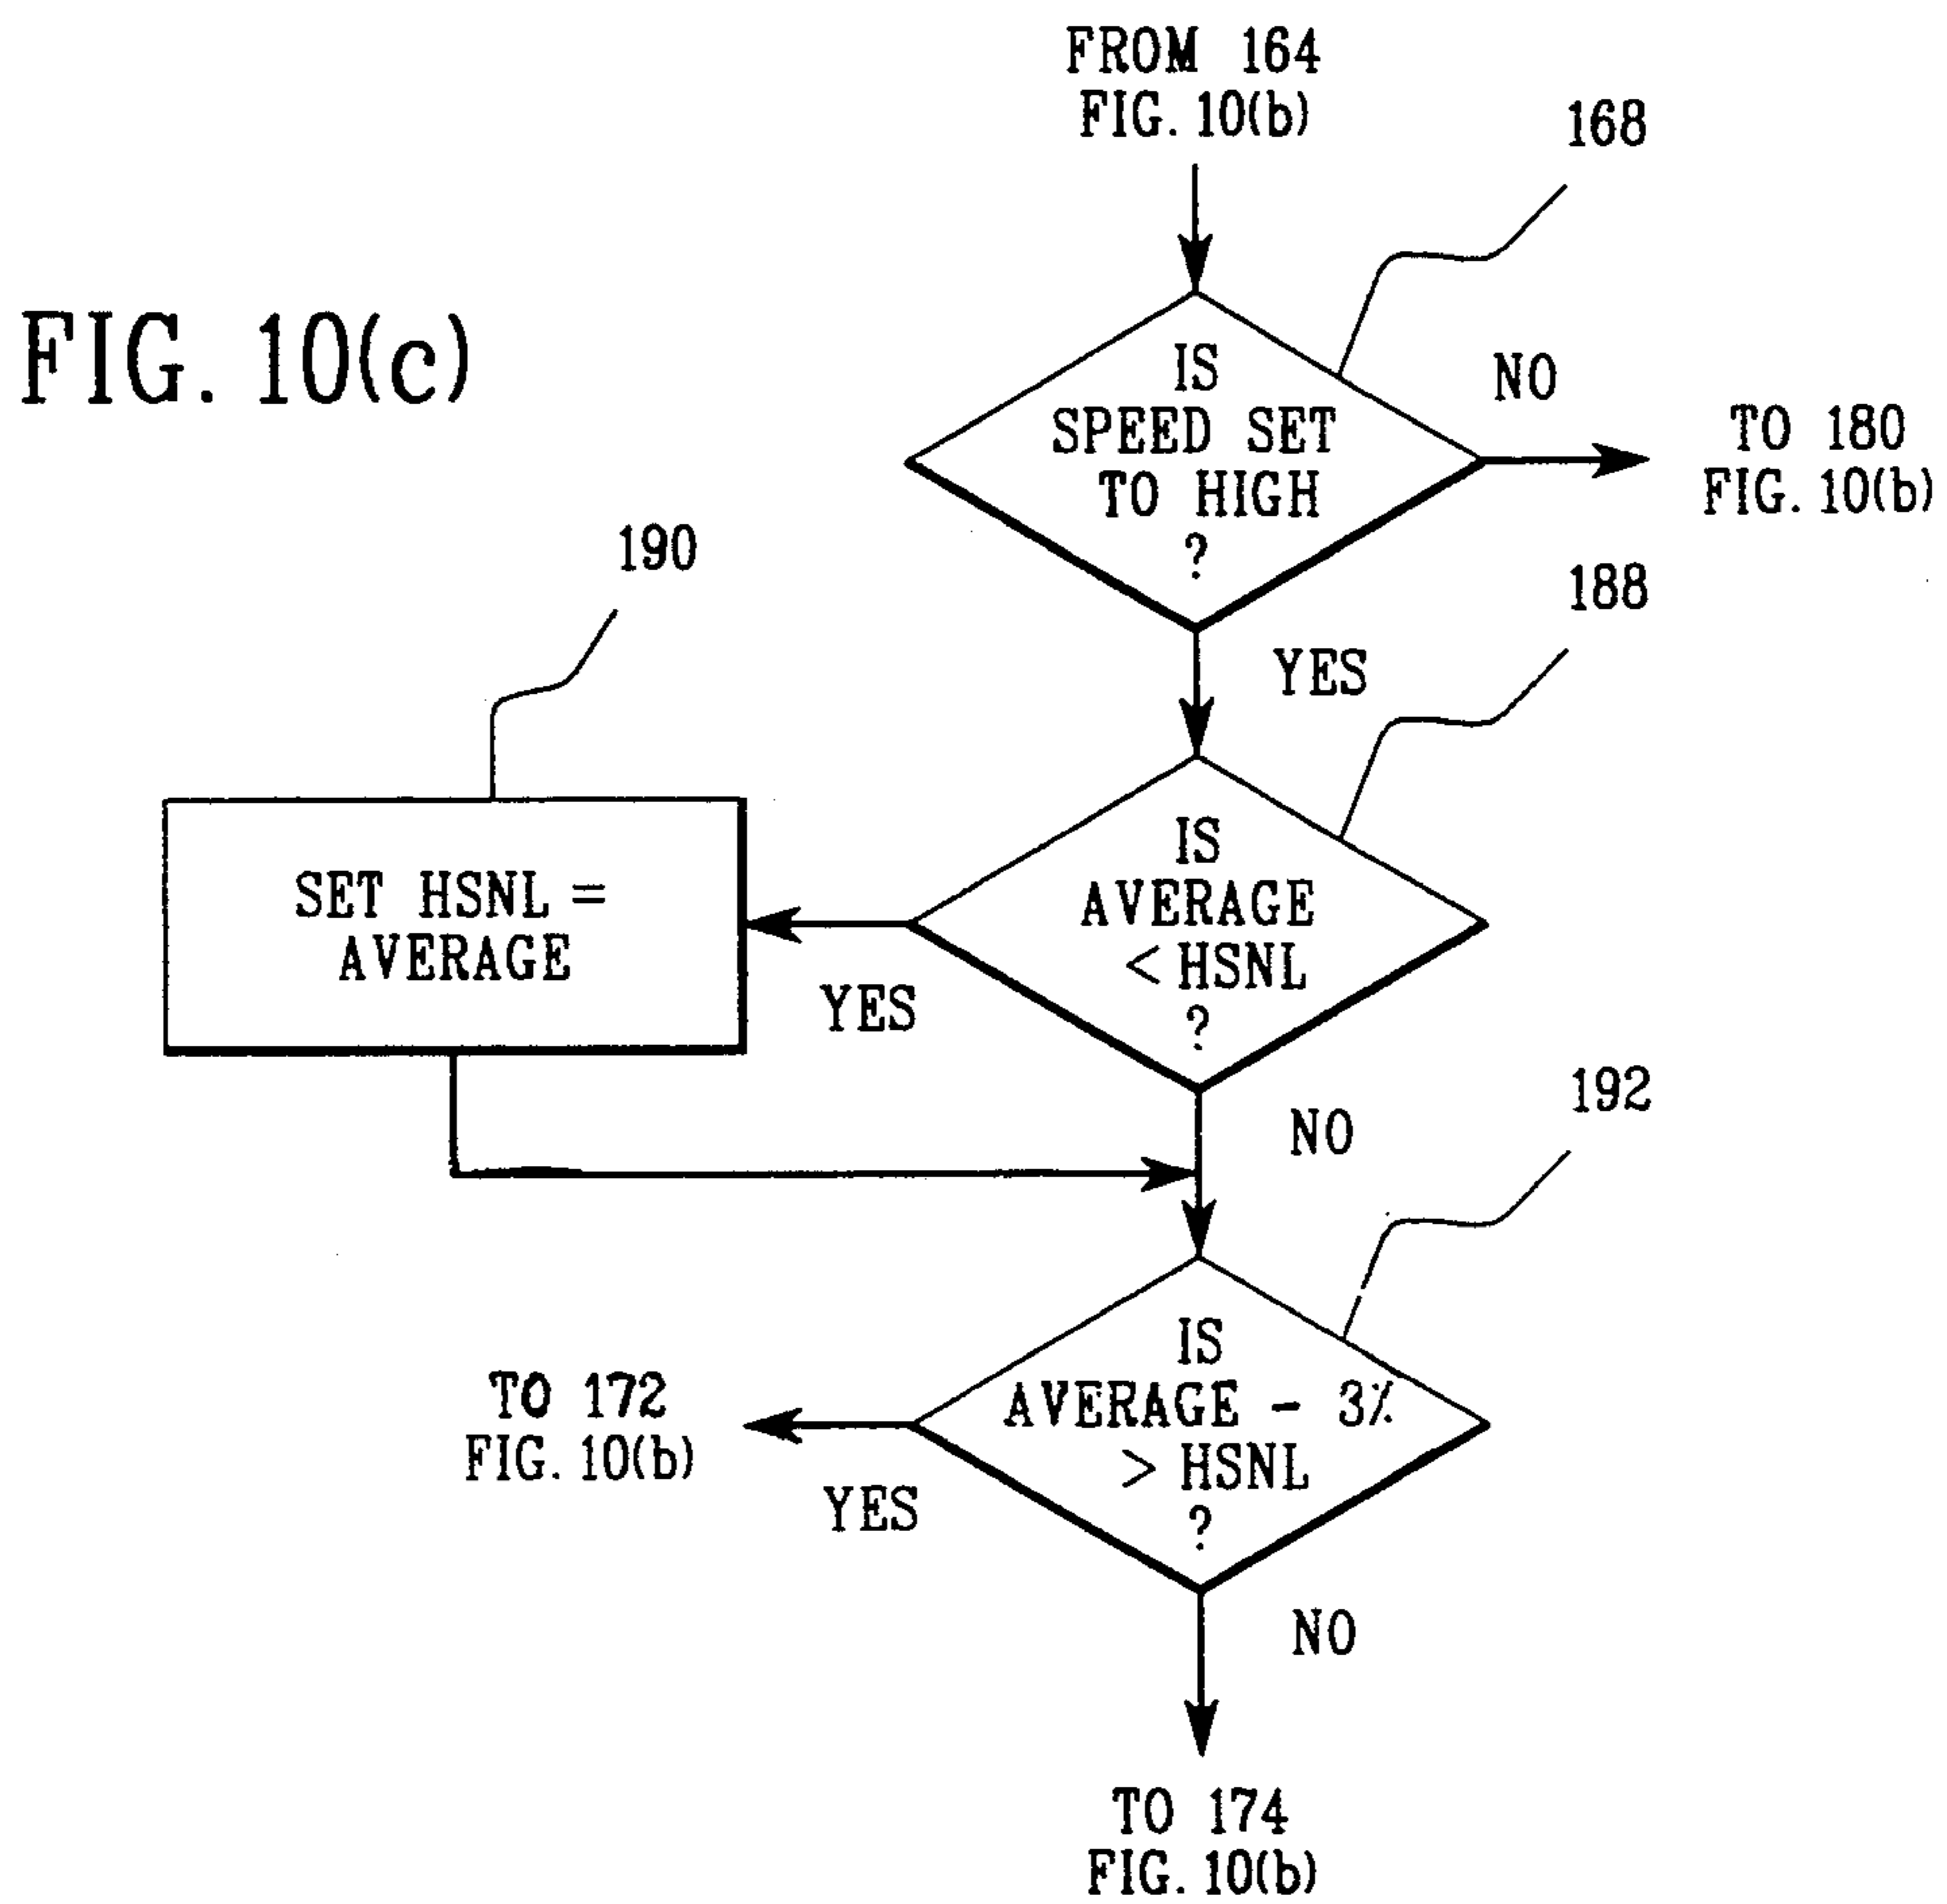 FROM 164
FIG. 10(b)
168
FIG. 10(c)
IS
SPEED SET
TO HIGH
?
NO
TO 180
FIG. 10(b)
190
188
YES
SET HSNL =
AVERAGE
IS
AVERAGE
< HSNL
?
YES
NO
192
IS
AVERAGE - 3%
> HSNL
?
TO 172
FIG. 10(b)
YES
NO
TO 174
FIG. 10(b)